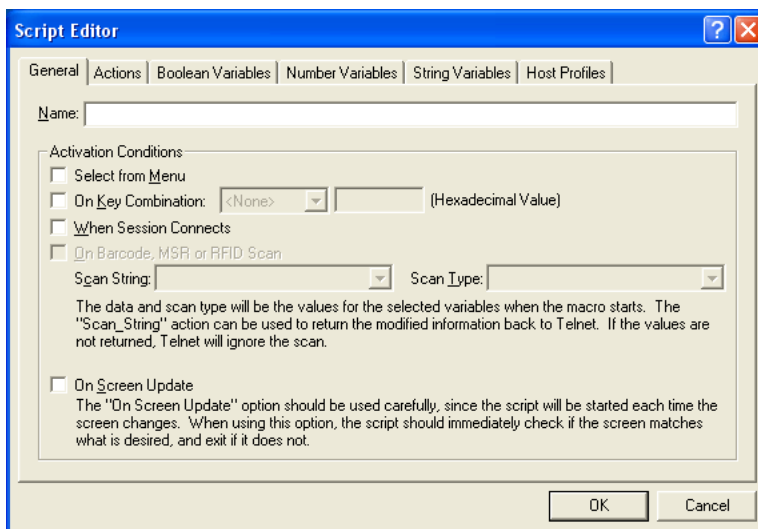 Script Editor
General Actions Boolean Variables Number Variables String Variables Host Profiles
Name:
Activation Conditions
Select from Menu
On Key Combination: <None> (Hexadecimal Value)
When Session Connects
On Barcode, MSR or RFID Scan
Scan String: Scan Type:
The data and scan type will be the values for the selected variables when the macro starts. The
"Scan_String" action can be used to return the modified information back to Telnet. If the values are
not returned, Telnet will ignore the scan.
On Screen Update
The "On Screen Update" option should be used carefully, since the script will be started each time the
screen changes. When using this option, the script should immediately check if the screen matches
what is desired, and exit if it does not.
OK Cancel